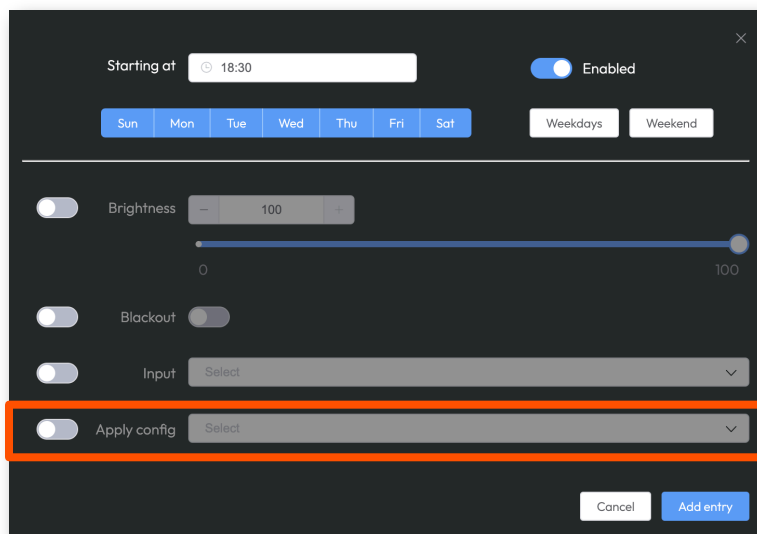 Starting at 18:30 Enabled
Sun Mon Tue Wed Thu Fri Sat Weekdays Weekend
Brightness − 100 +
0 100
Blackout
Input Select
Apply config Select
Cancel Add entry